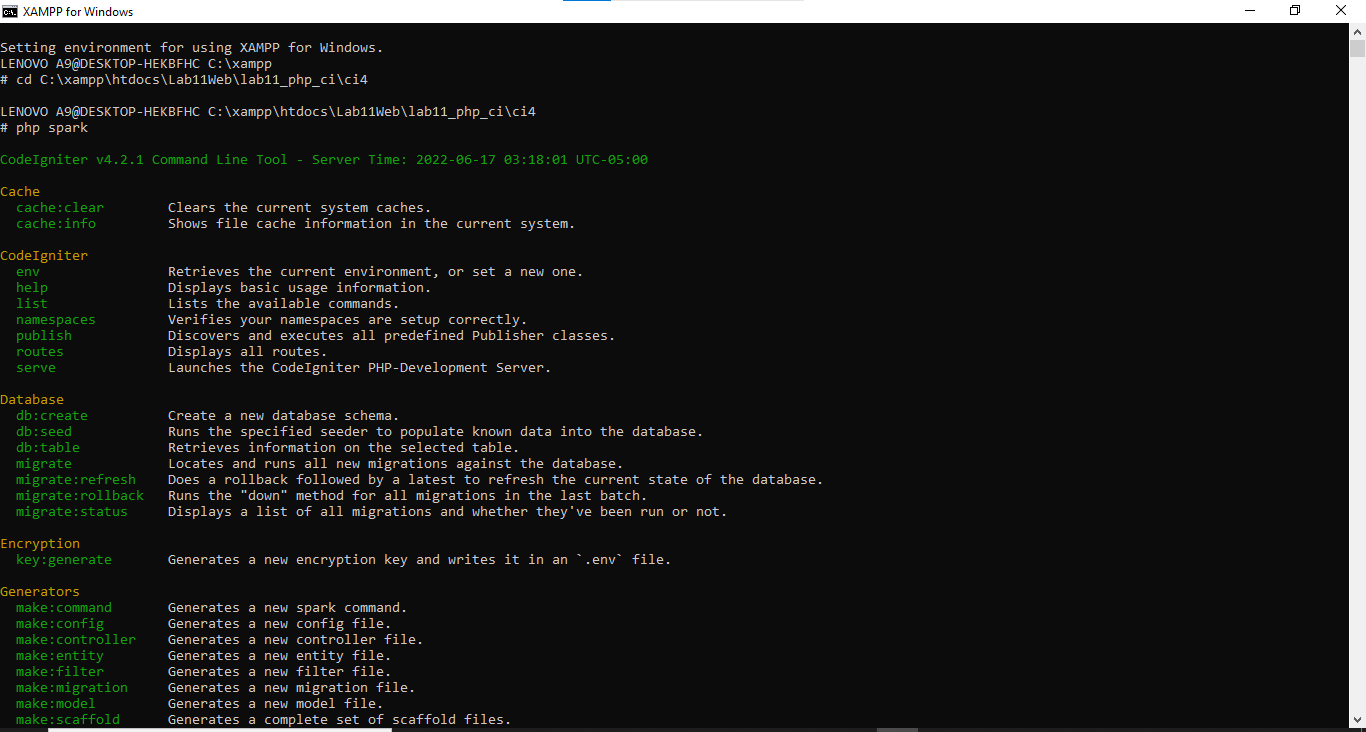 XAMPP for Windows
Setting environment for using XAMPP for Windows.
LENOVO A9@DESKTOP-HEKBFHC C:\xampp
# cd C:\xampp\htdocs\Lab11Web\lab11_php_ci\ci4
LENOVO A9@DESKTOP-HEKBFHC C:\xampp\htdocs\Lab11Web\lab11_php_ci\ci4
# php spark
CodeIgniter v4.2.1 Command Line Tool - Server Time: 2022-06-17 03:18:01 UTC-05:00
Cache
cache:clear Clears the current system caches.
cache:info Shows file cache information in the current system.
CodeIgniter
env Retrieves the current environment, or set a new one.
help Displays basic usage information.
list Lists the available commands.
namespaces Verifies your namespaces are setup correctly.
publish Discovers and executes all predefined Publisher classes.
routes Displays all routes.
serve Launches the CodeIgniter PHP-Development Server.
Database
db:create Create a new database schema.
db:seed Runs the specified seeder to populate known data into the database.
db:table Retrieves information on the selected table.
migrate Locates and runs all new migrations against the database.
migrate:refresh Does a rollback followed by a latest to refresh the current state of the database.
migrate:rollback Runs the "down" method for all migrations in the last batch.
migrate:status Displays a list of all migrations and whether they've been run or not.
Encryption
key:generate Generates a new encryption key and writes it in an `.env` file.
Generators
make:command Generates a new spark command.
make:config Generates a new config file.
make:controller Generates a new controller file.
make:entity Generates a new entity file.
make:filter Generates a new filter file.
make:migration Generates a new migration file.
make:model Generates a new model file.
make:scaffold Generates a complete set of scaffold files.